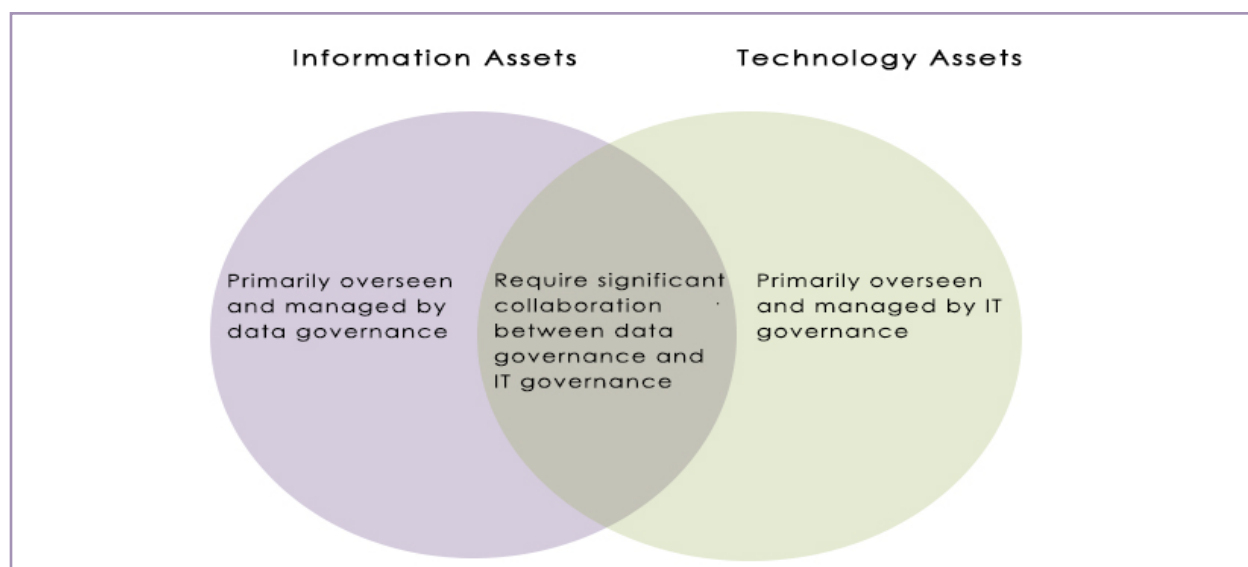 Information Assets
Technology Assets
Primarily overseen
and managed by
data governance
Require significant
collaboration
between data
governance and
IT governance
Primarily overseen
and managed by IT
governance